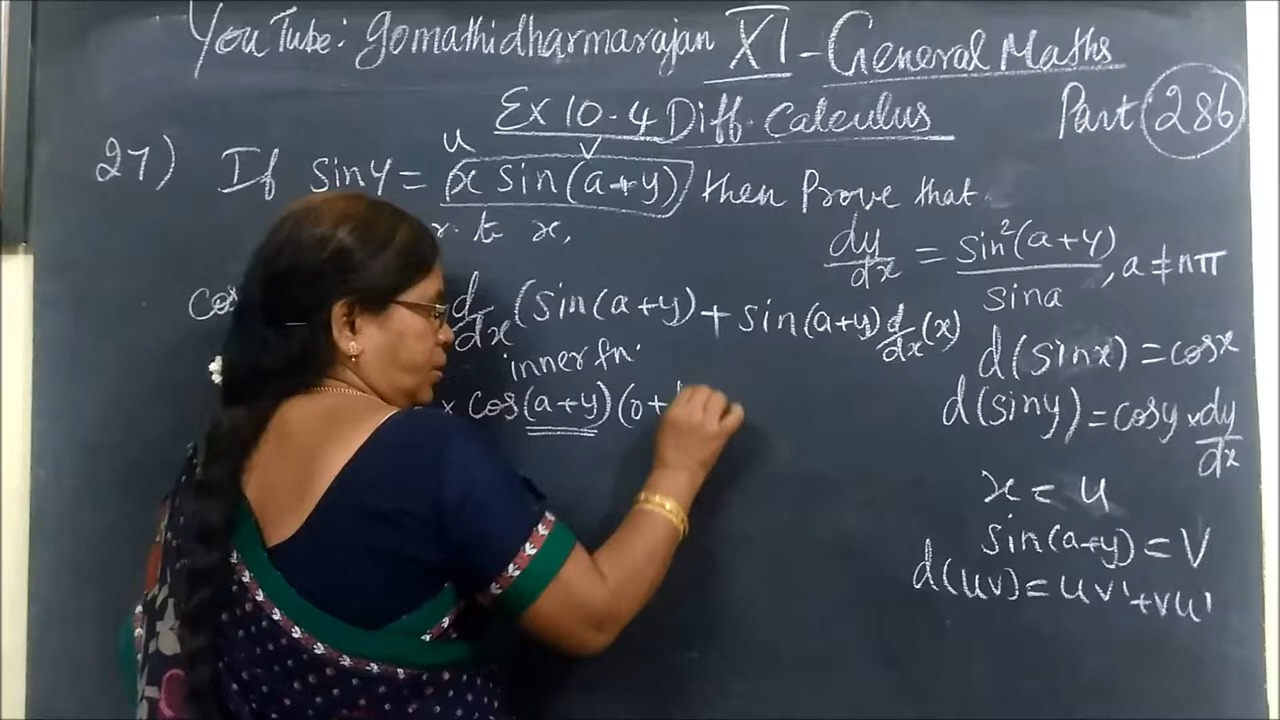 YouTube: gomathidharmarajan XI - General Maths
Ex 10.4 Diff. Calculus Part 286
u v
27) If sin y = x sin(a+y) then Prove that
r. to x,
dy/dx = sin²(a+y)/sina, a ≠ nπ
cos d/dx (sin(a+y) + sin(a+y) d/dx (x)
inner fn.
x cos(a+y)(0+
d(sinx) = cosx
d(siny) = cosy × dy/dx
x = u
sin(a+y) = V
d(uv) = uv' + vu'